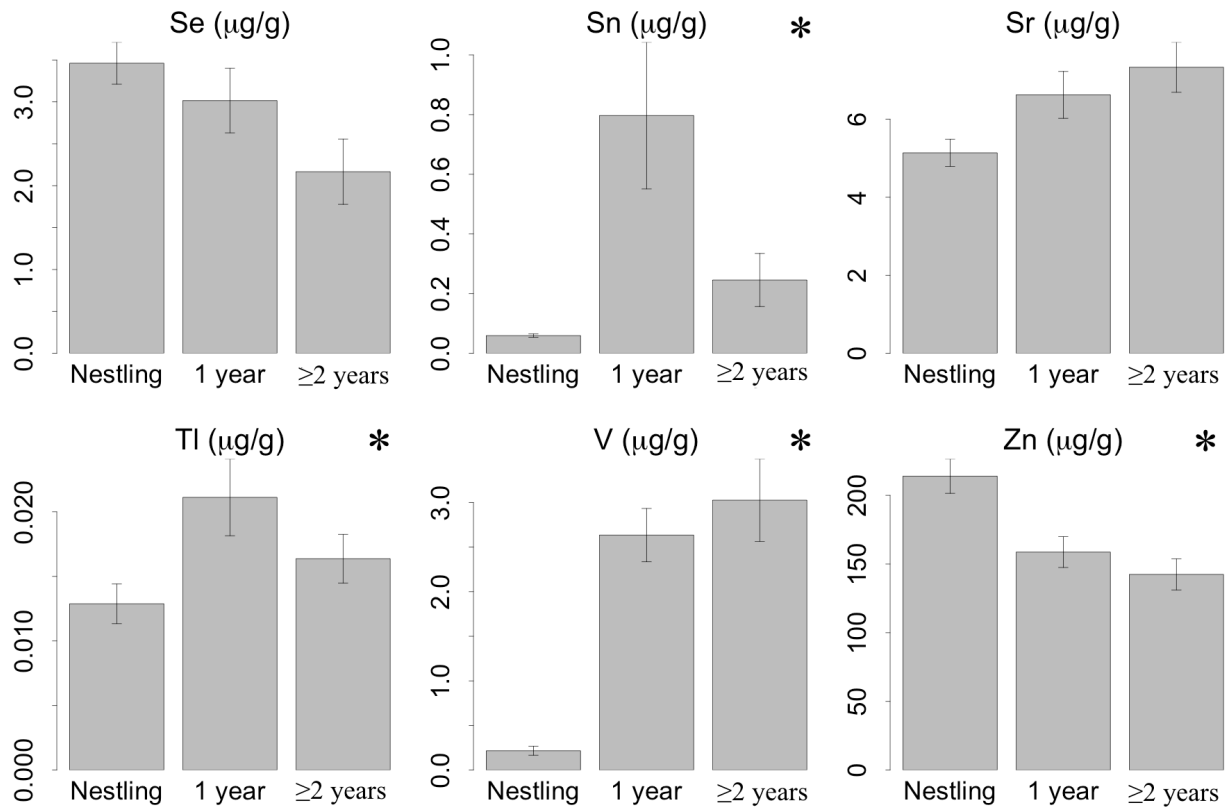 Se (μg/g)
Sn (μg/g) *
Sr (μg/g)
0.0 1.0 2.0 3.0
0.0 0.2 0.4 0.6 0.8 1.0
0 2 4 6
Nestling 1 year ≥2 years
Nestling 1 year ≥2 years
Nestling 1 year ≥2 years
Tl (μg/g) *
V (μg/g) *
Zn (μg/g) *
0.000 0.010 0.020
0.0 1.0 2.0 3.0
0 50 100 150 200
Nestling 1 year ≥2 years
Nestling 1 year ≥2 years
Nestling 1 year ≥2 years